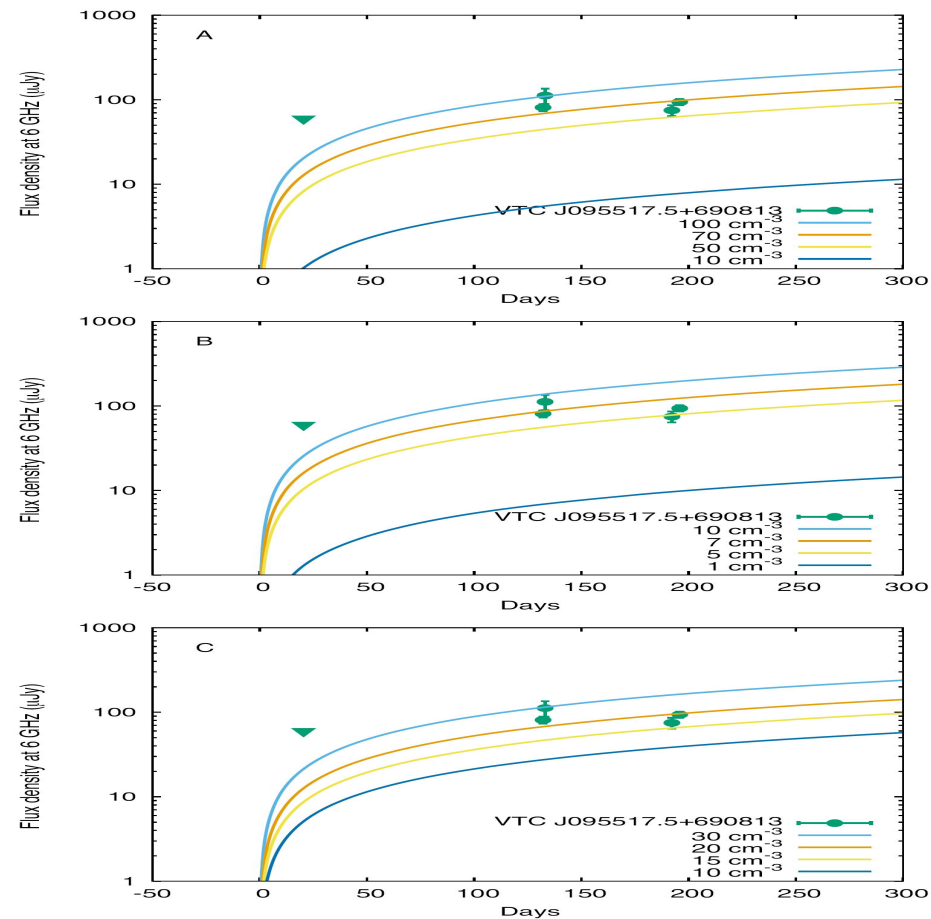 1000
A
100
10
1
Flux density at 6 GHz (µJy)
VTC J095517.5+690813
100 cm⁻³
70 cm⁻³
50 cm⁻³
10 cm⁻³
-50 0 50 100 150 200 250 300
Days
1000
B
100
10
1
Flux density at 6 GHz (µJy)
VTC J095517.5+690813
10 cm⁻³
7 cm⁻³
5 cm⁻³
1 cm⁻³
-50 0 50 100 150 200 250 300
Days
1000
C
100
10
1
Flux density at 6 GHz (µJy)
VTC J095517.5+690813
30 cm⁻³
20 cm⁻³
15 cm⁻³
10 cm⁻³
-50 0 50 100 150 200 250 300
Days